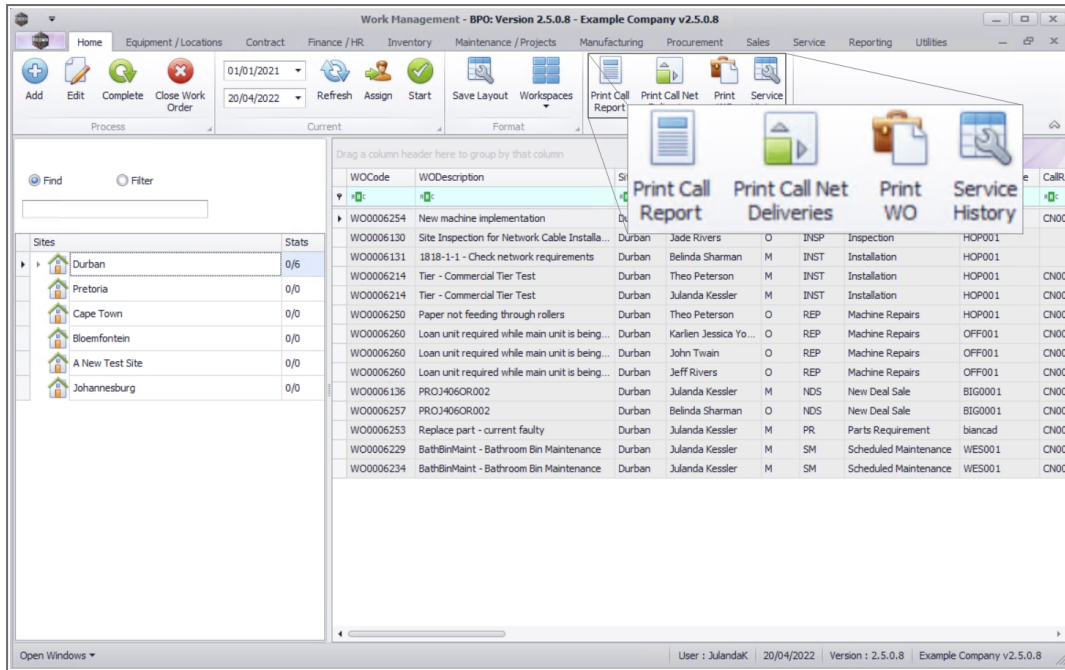 Work Management - BPO: Version 2.5.0.8 - Example Company v2.5.0.8
Home Equipment / Locations Contract Finance / HR Inventory Maintenance / Projects Manufacturing Procurement Sales Service Reporting Utilities
Add Edit Complete Close Work Order
Process
01/01/2021
20/04/2022
Refresh Assign Start
Current
Save Layout Workspaces
Format
Print Call Report Print Call Net Print Service
Print Call Report
Print Call Net Deliveries
Print WO
Service History
Find Filter
Sites Stats
Durban 0/6
Pretoria 0/0
Cape Town 0/0
Bloemfontein 0/0
A New Test Site 0/0
Johannesburg 0/0
Drag a column header here to group by that column
WOCode WODescription
WO0006254 New machine implementation
WO0006130 Site Inspection for Network Cable Installa... Durban Jade Rivers O INSP Inspection HOP001
WO0006131 1818-1-1 - Check network requirements Durban Belinda Sharman M INST Installation HOP001
WO0006214 Tier - Commercial Tier Test Durban Theo Peterson M INST Installation HOP001 CN00
WO0006214 Tier - Commercial Tier Test Durban Julanda Kessler M INST Installation HOP001 CN00
WO0006250 Paper not feeding through rollers Durban Theo Peterson O REP Machine Repairs HOP001 CN00
WO0006260 Loan unit required while main unit is being... Durban Karlien Jessica Yo... O REP Machine Repairs OFF001 CN00
WO0006260 Loan unit required while main unit is being... Durban John Twain O REP Machine Repairs OFF001 CN00
WO0006260 Loan unit required while main unit is being... Durban Jeff Rivers O REP Machine Repairs OFF001 CN00
WO0006136 PROJ406OR002 Durban Julanda Kessler M NDS New Deal Sale BIG0001 CN00
WO0006257 PROJ406OR002 Durban Belinda Sharman O NDS New Deal Sale BIG0001 CN00
WO0006253 Replace part - current faulty Durban Julanda Kessler M PR Parts Requirement biancad CN00
WO0006229 BathBinMaint - Bathroom Bin Maintenance Durban Julanda Kessler M SM Scheduled Maintenance WES001 CN00
WO0006234 BathBinMaint - Bathroom Bin Maintenance Durban Julanda Kessler M SM Scheduled Maintenance WES001 CN00
Open Windows User : JulandaK 20/04/2022 Version : 2.5.0.8 Example Company v2.5.0.8